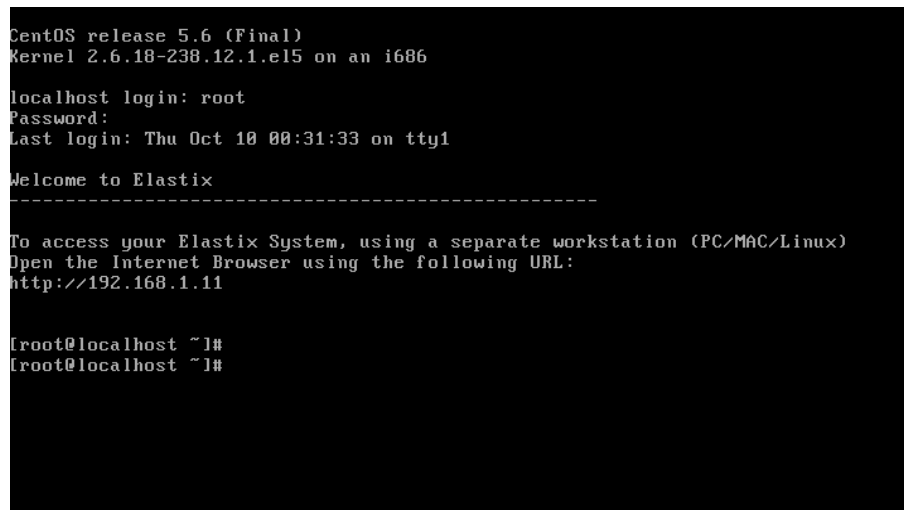 CentOS release 5.6 (Final)
Kernel 2.6.18-238.12.1.el5 on an i686
localhost login: root
Password:
Last login: Thu Oct 10 00:31:33 on tty1
Welcome to Elastix
----------------------------------------------------
To access your Elastix System, using a separate workstation (PC/MAC/Linux)
Open the Internet Browser using the following URL:
http://192.168.1.11
[root@localhost ~]#
[root@localhost ~]#